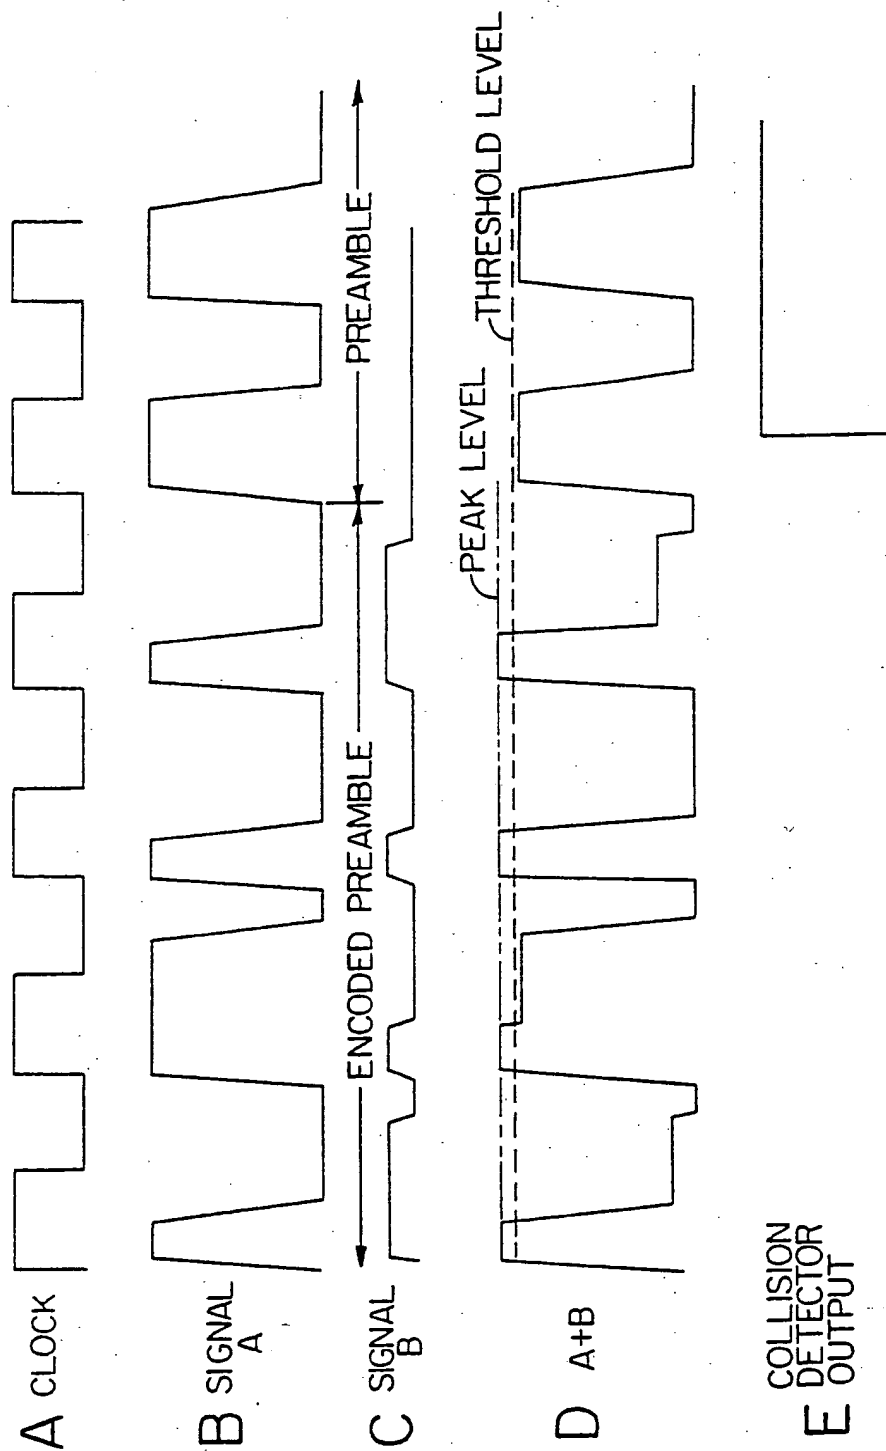 A CLOCK
B SIGNAL
A
C SIGNAL
B
ENCODED PREAMBLE
PREAMBLE
D A+B
PEAK LEVEL
THRESHOLD LEVEL
E COLLISION
DETECTOR
OUTPUT